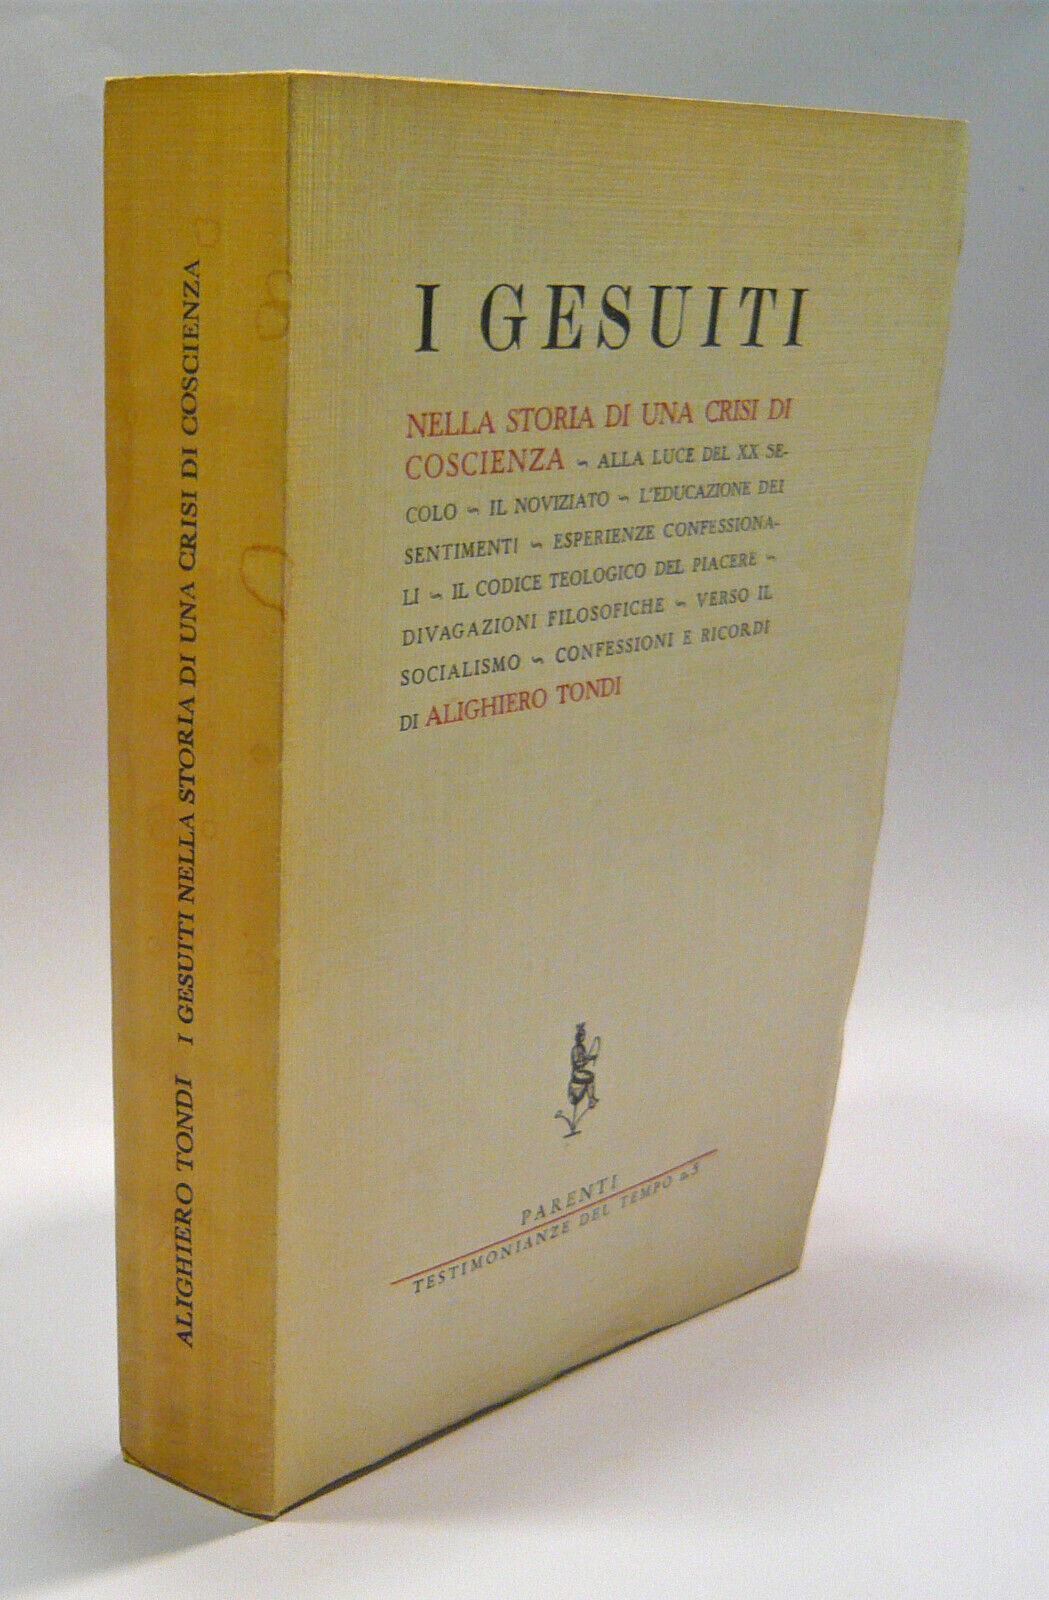 ALIGHIERO TONDI I GESUITI NELLA STORIA DI UNA CRISI DI COSCIENZA
I GESUITI
NELLA STORIA DI UNA CRISI DI
COSCIENZA ~ ALLA LUCE DEL XX SE-
COLO ~ IL NOVIZIATO ~ L'EDUCAZIONE DEI
SENTIMENTI ~ ESPERIENZE CONFESSIONA-
LI ~ IL CODICE TEOLOGICO DEL PIACERE ~
DIVAGAZIONI FILOSOFICHE ~ VERSO IL
SOCIALISMO ~ CONFESSIONI E RICORDI
DI ALIGHIERO TONDI
PARENTI
TESTIMONIANZE DEL TEMPO n.5